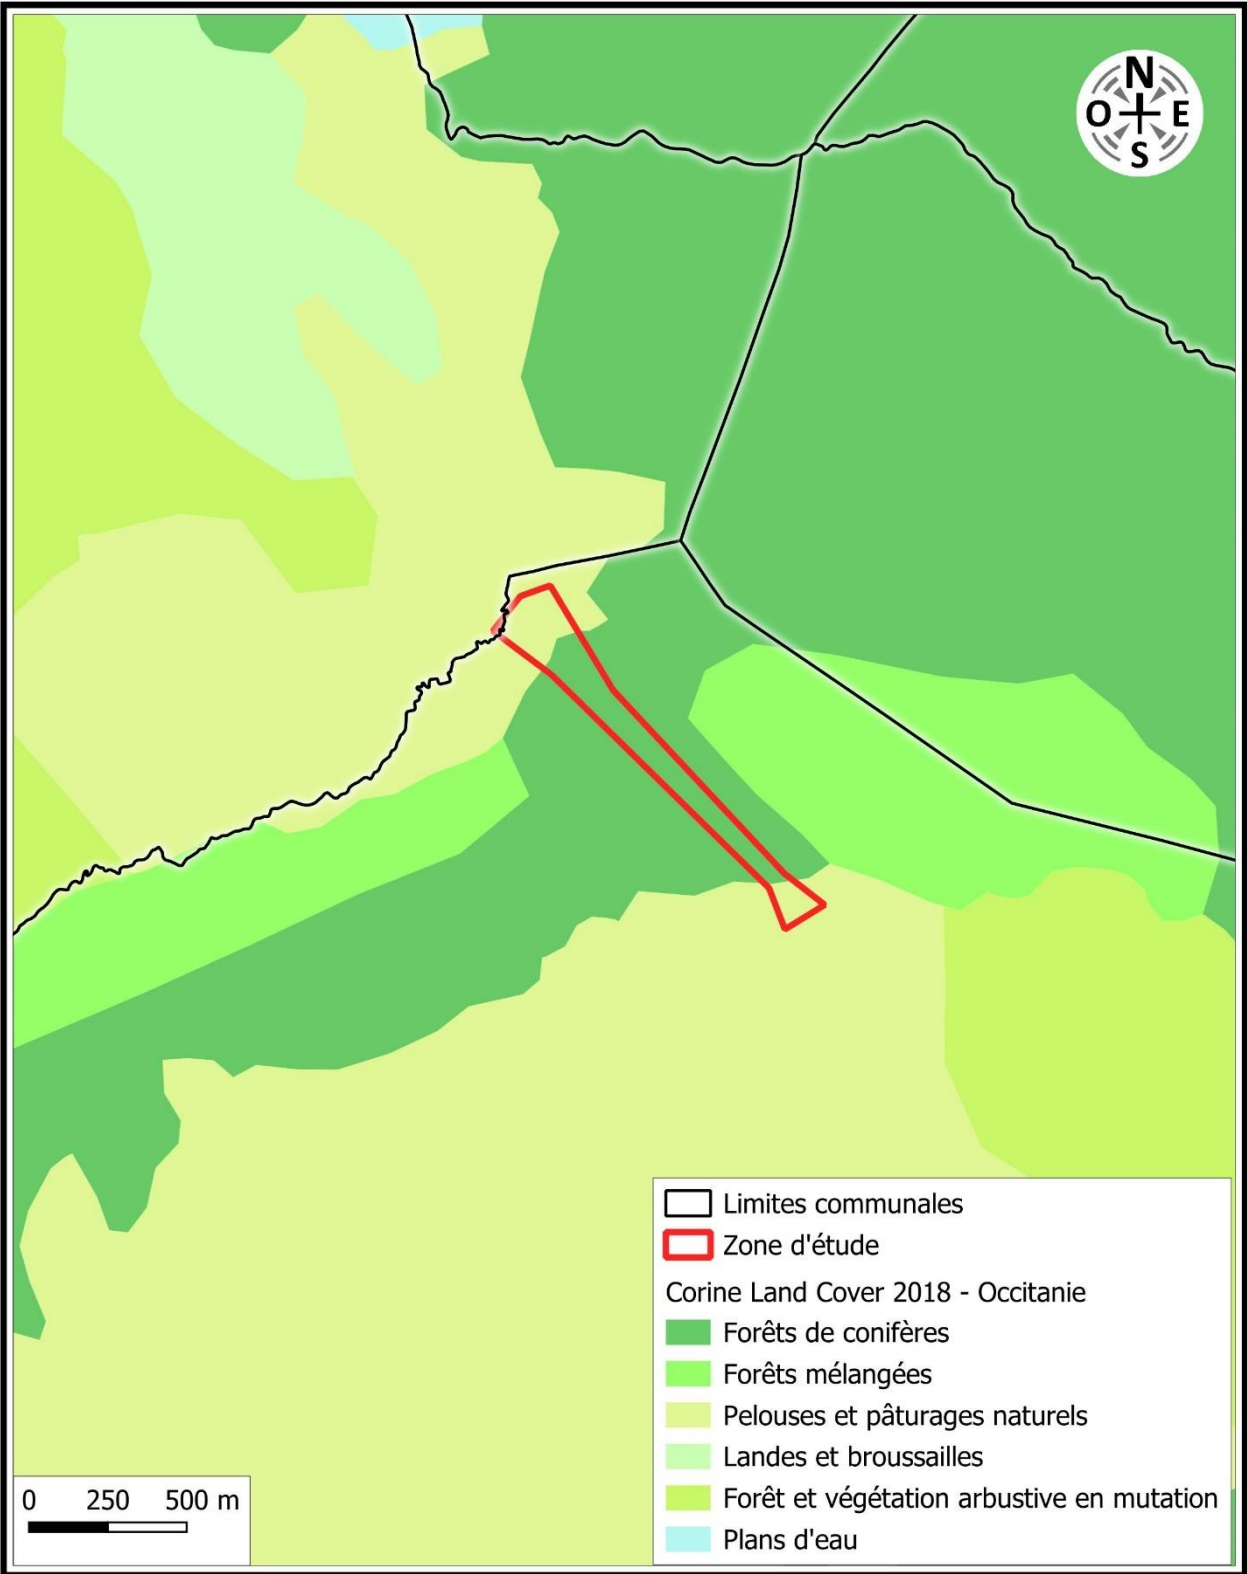 N
O E
S
Limites communales
Zone d'étude
Corine Land Cover 2018 - Occitanie
Forêts de conifères
Forêts mélangées
Pelouses et pâturages naturels
Landes et broussailles
Forêt et végétation arbustive en mutation
Plans d'eau
0 250 500 m